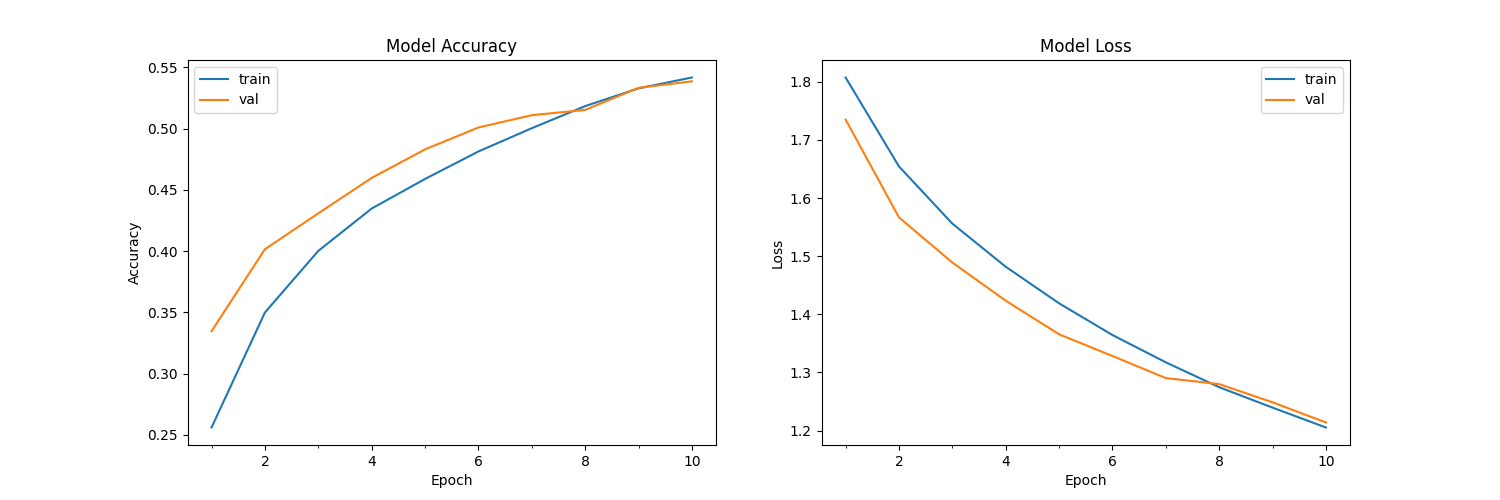 Model Accuracy
train
val
0.55
0.50
0.45
0.40
0.35
0.30
0.25
Accuracy
2 4 6 8 10
Epoch
Model Loss
train
val
1.8
1.7
1.6
1.5
1.4
1.3
1.2
Loss
2 4 6 8 10
Epoch